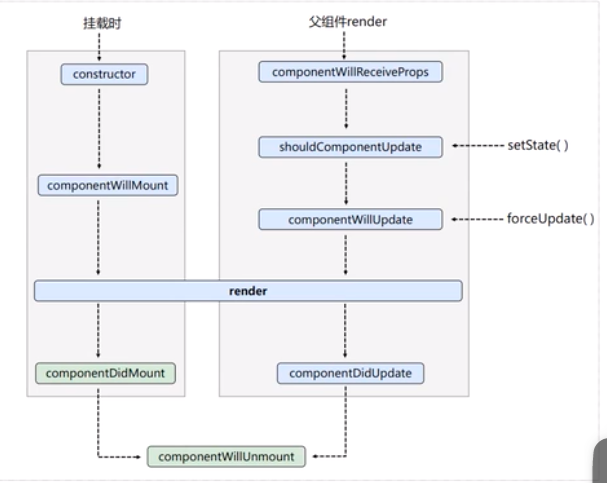 挂载时
父组件render
constructor
componentWillReceiveProps
shouldComponentUpdate
setState( )
componentWillMount
componentWillUpdate
forceUpdate( )
render
componentDidMount
componentDidUpdate
componentWillUnmount